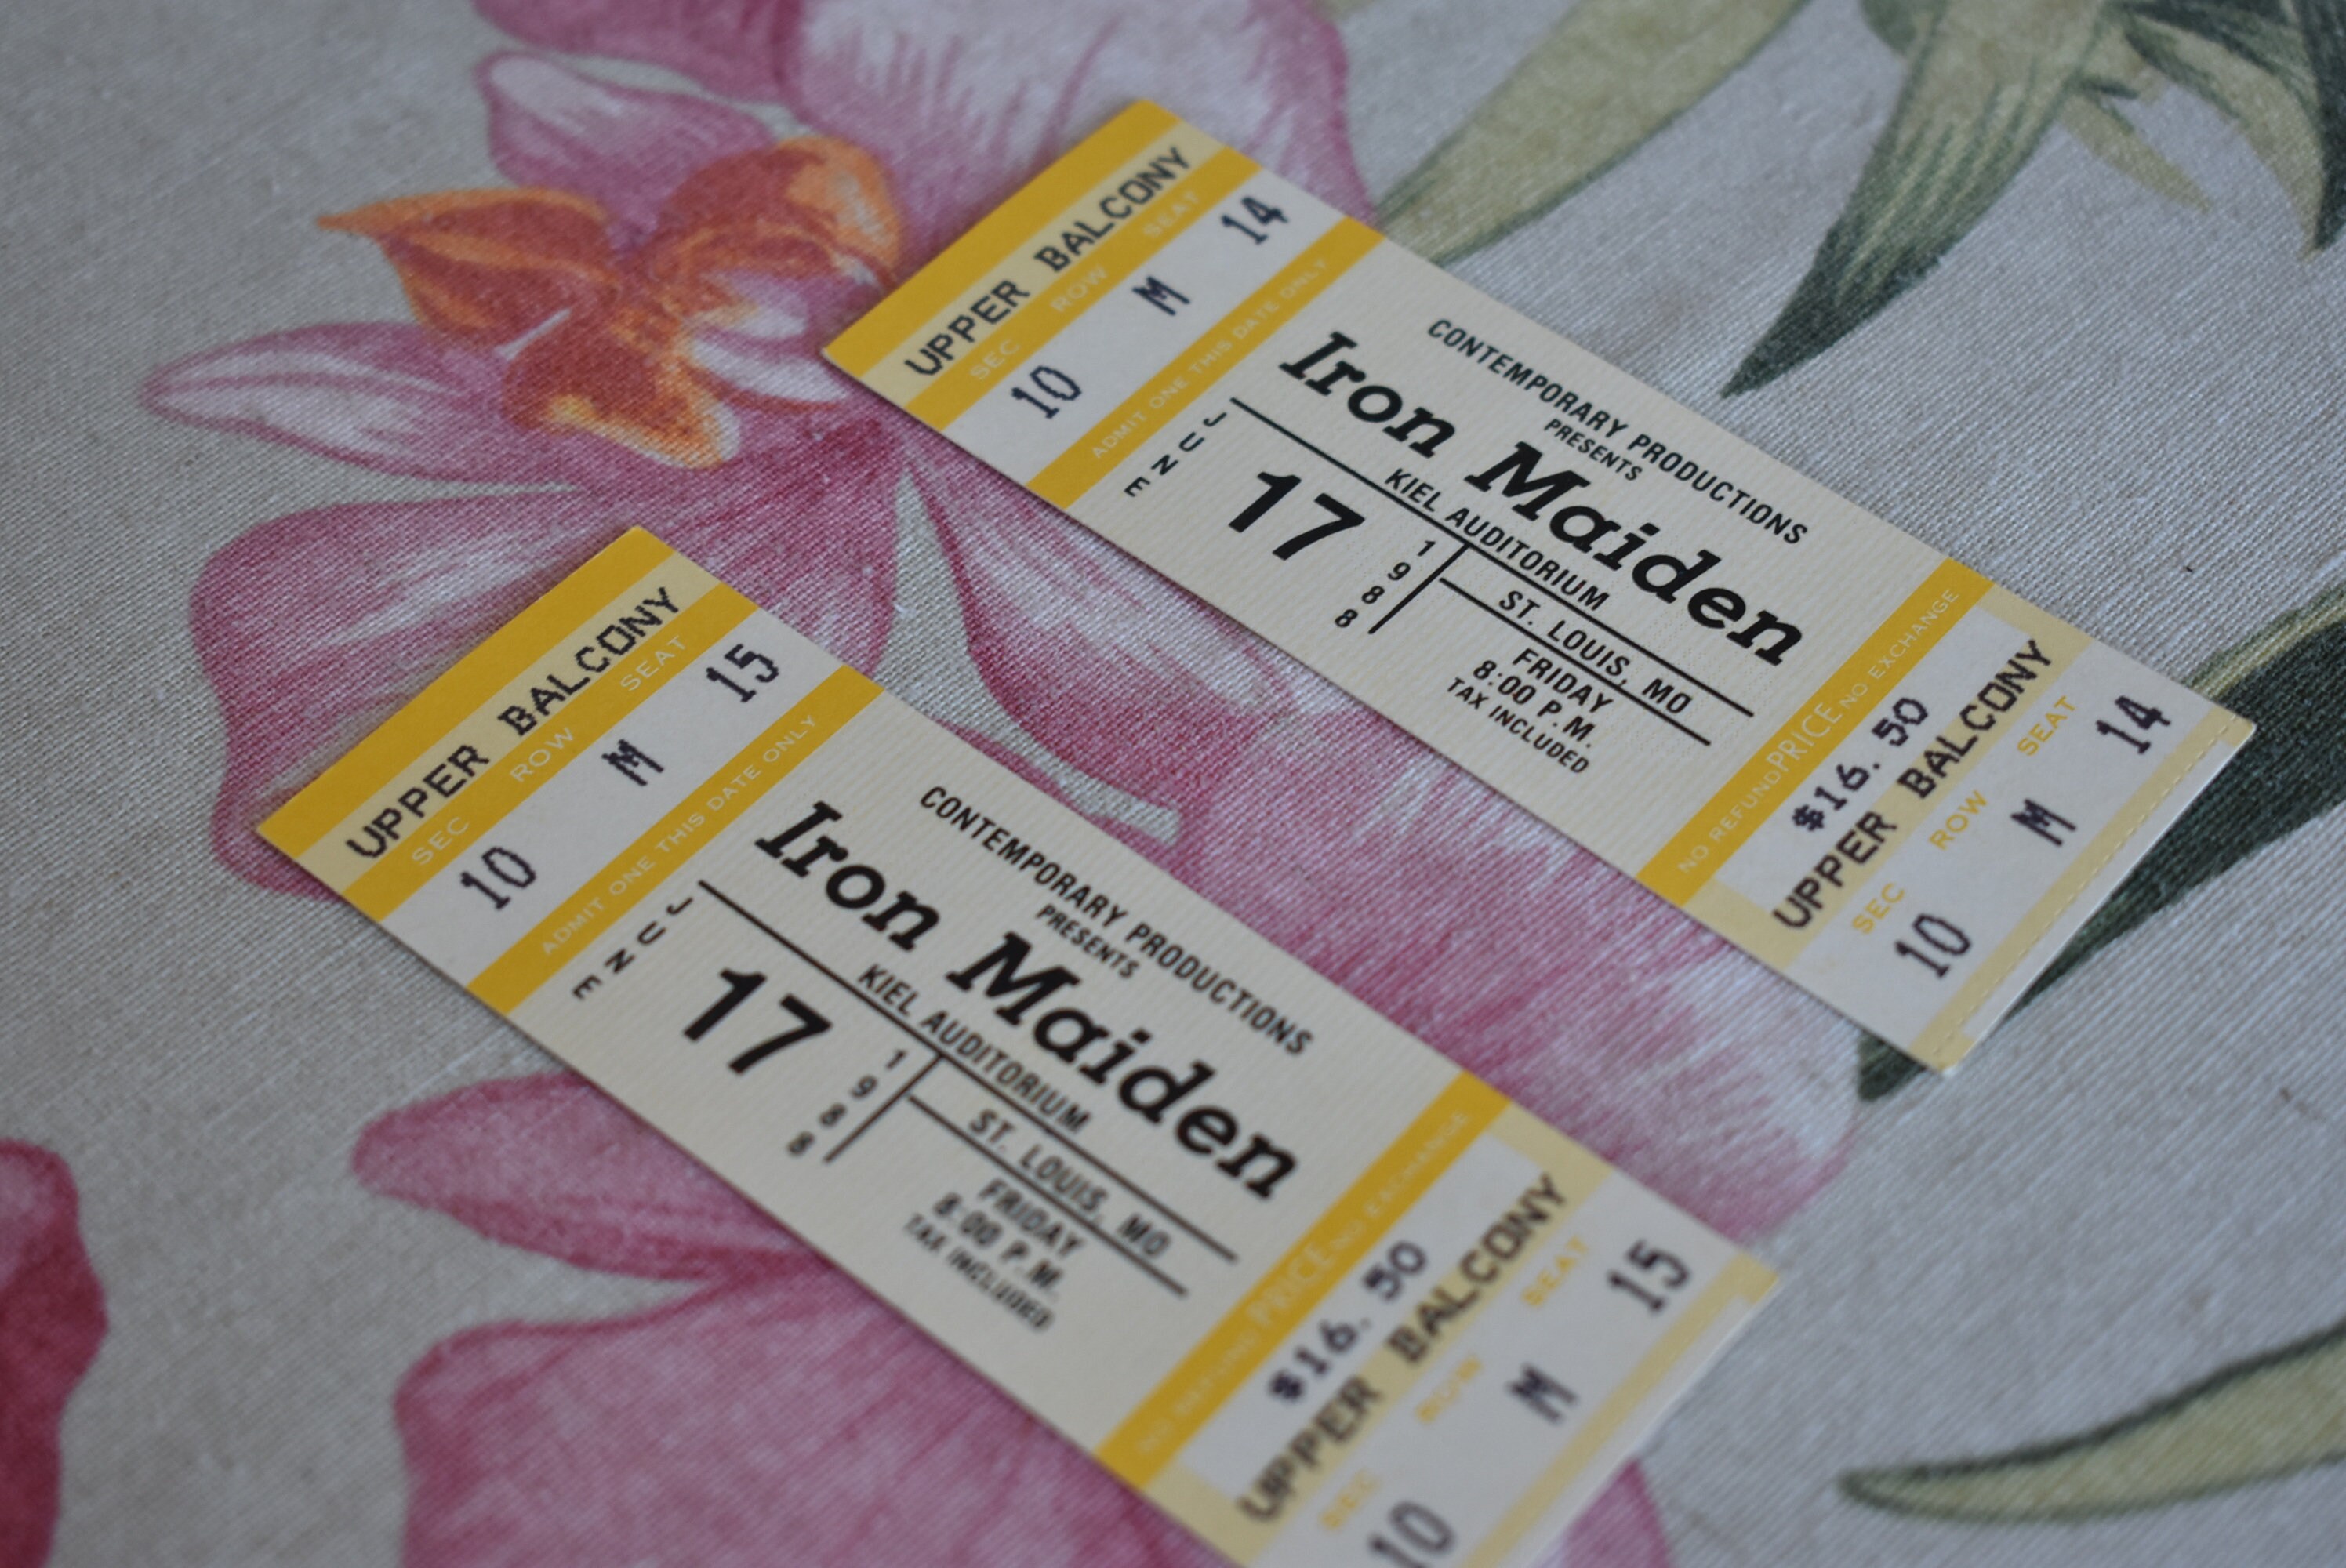 UPPER BALCONY
SEC ROW SEAT
10 M 14
ADMIT ONE THIS DATE ONLY
CONTEMPORARY PRODUCTIONS
PRESENTS
Iron Maiden
KIEL AUDITORIUM
JUNE
17
1988
ST. LOUIS, MO
FRIDAY
8:00 P.M.
TAX INCLUDED
NO REFUND PRICE NO EXCHANGE
$16.50
UPPER BALCONY
SEC ROW SEAT
10 M 14
UPPER BALCONY
SEC ROW SEAT
10 M 15
ADMIT ONE THIS DATE ONLY
CONTEMPORARY PRODUCTIONS
PRESENTS
Iron Maiden
KIEL AUDITORIUM
JUNE
17
1988
ST. LOUIS, MO
FRIDAY
8:00 P.M.
TAX INCLUDED
NO REFUND PRICE NO EXCHANGE
$16.50
UPPER BALCONY
SEC ROW SEAT
10 M 15